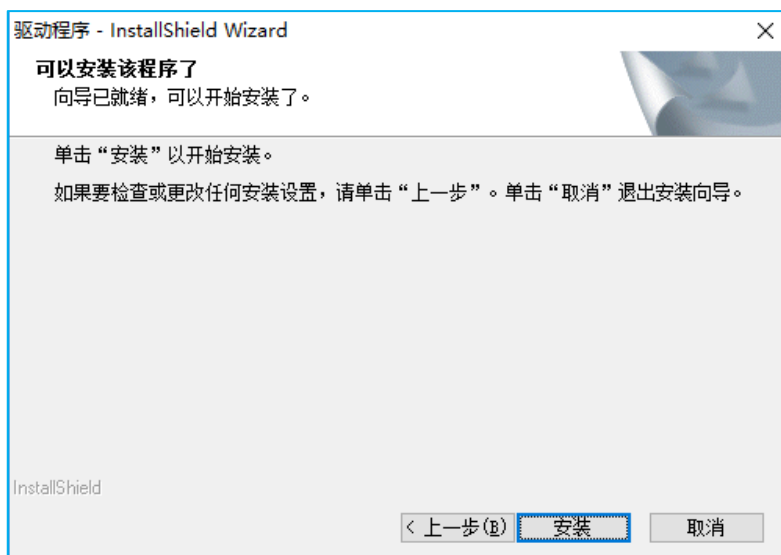 驱动程序 - InstallShield Wizard
可以安装该程序了
向导已就绪，可以开始安装了。
单击“安装”以开始安装。
如果要检查或更改任何安装设置，请单击“上一步”。单击“取消”退出安装向导。
InstallShield
< 上一步(B) 安装 取消